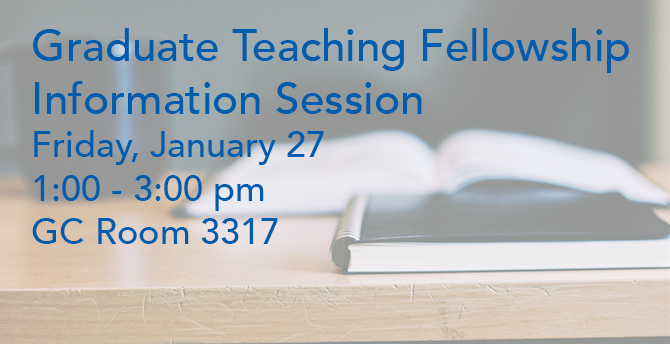 Graduate Teaching Fellowship
Information Session
Friday, January 27
1:00 - 3:00 pm
GC Room 3317